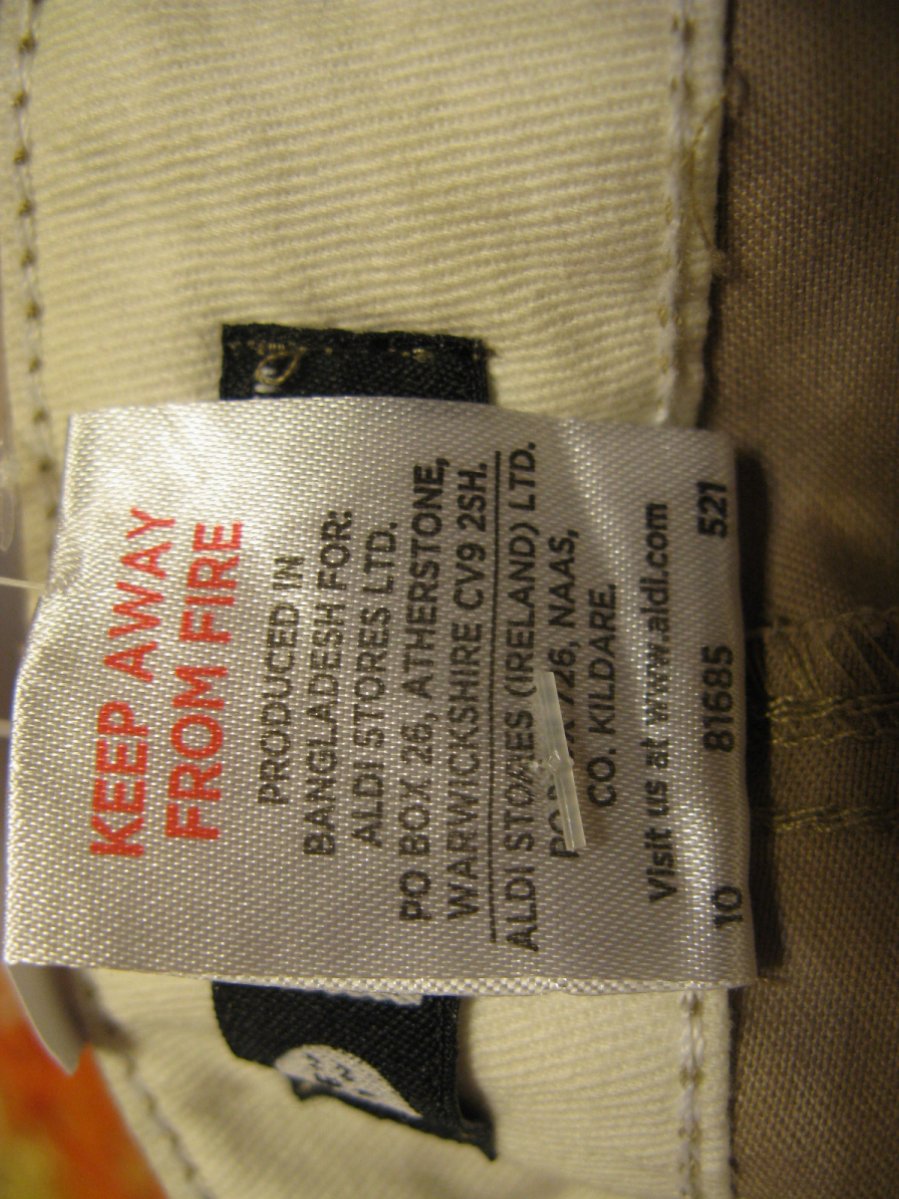 KEEP AWAY
FROM FIRE
PRODUCED IN
BANGLADESH FOR:
ALDI STORES LTD.
PO BOX 26, ATHERSTONE,
WARWICKSHIRE CV9 2SH.
ALDI STORES (IRELAND) LTD.
PO 726, NAAS,
CO. KILDARE.
Visit us at www.aldi.com
10 81685 521